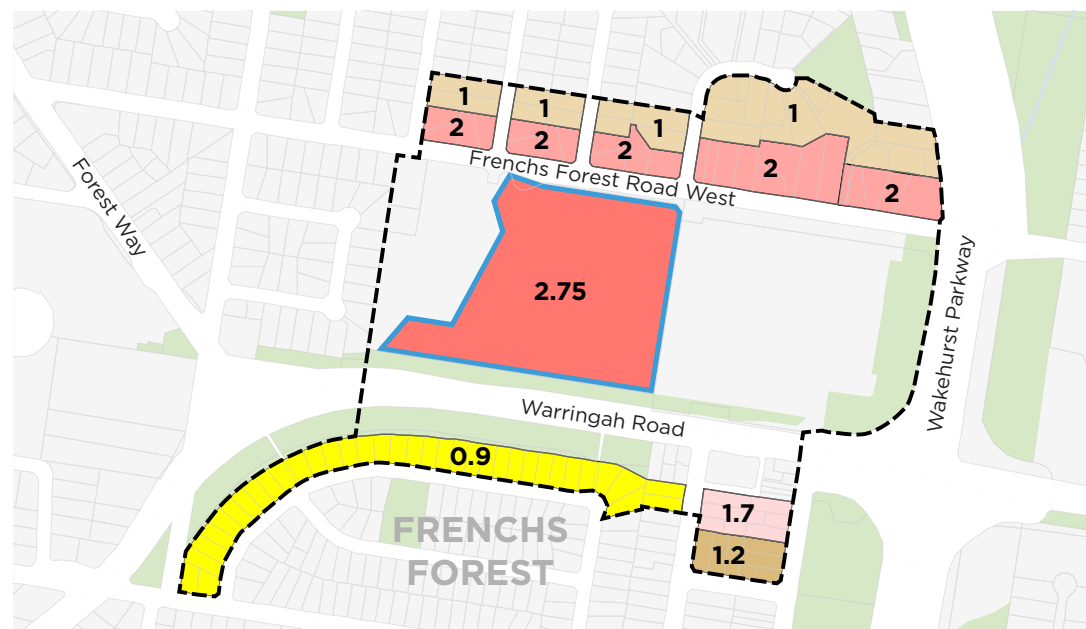 1
1
1
1
2
2
2
2
2
Frenchs Forest Road West
Forest Way
2.75
Wakehurst Parkway
Warringah Road
0.9
1.7
1.2
FRENCHS
FOREST